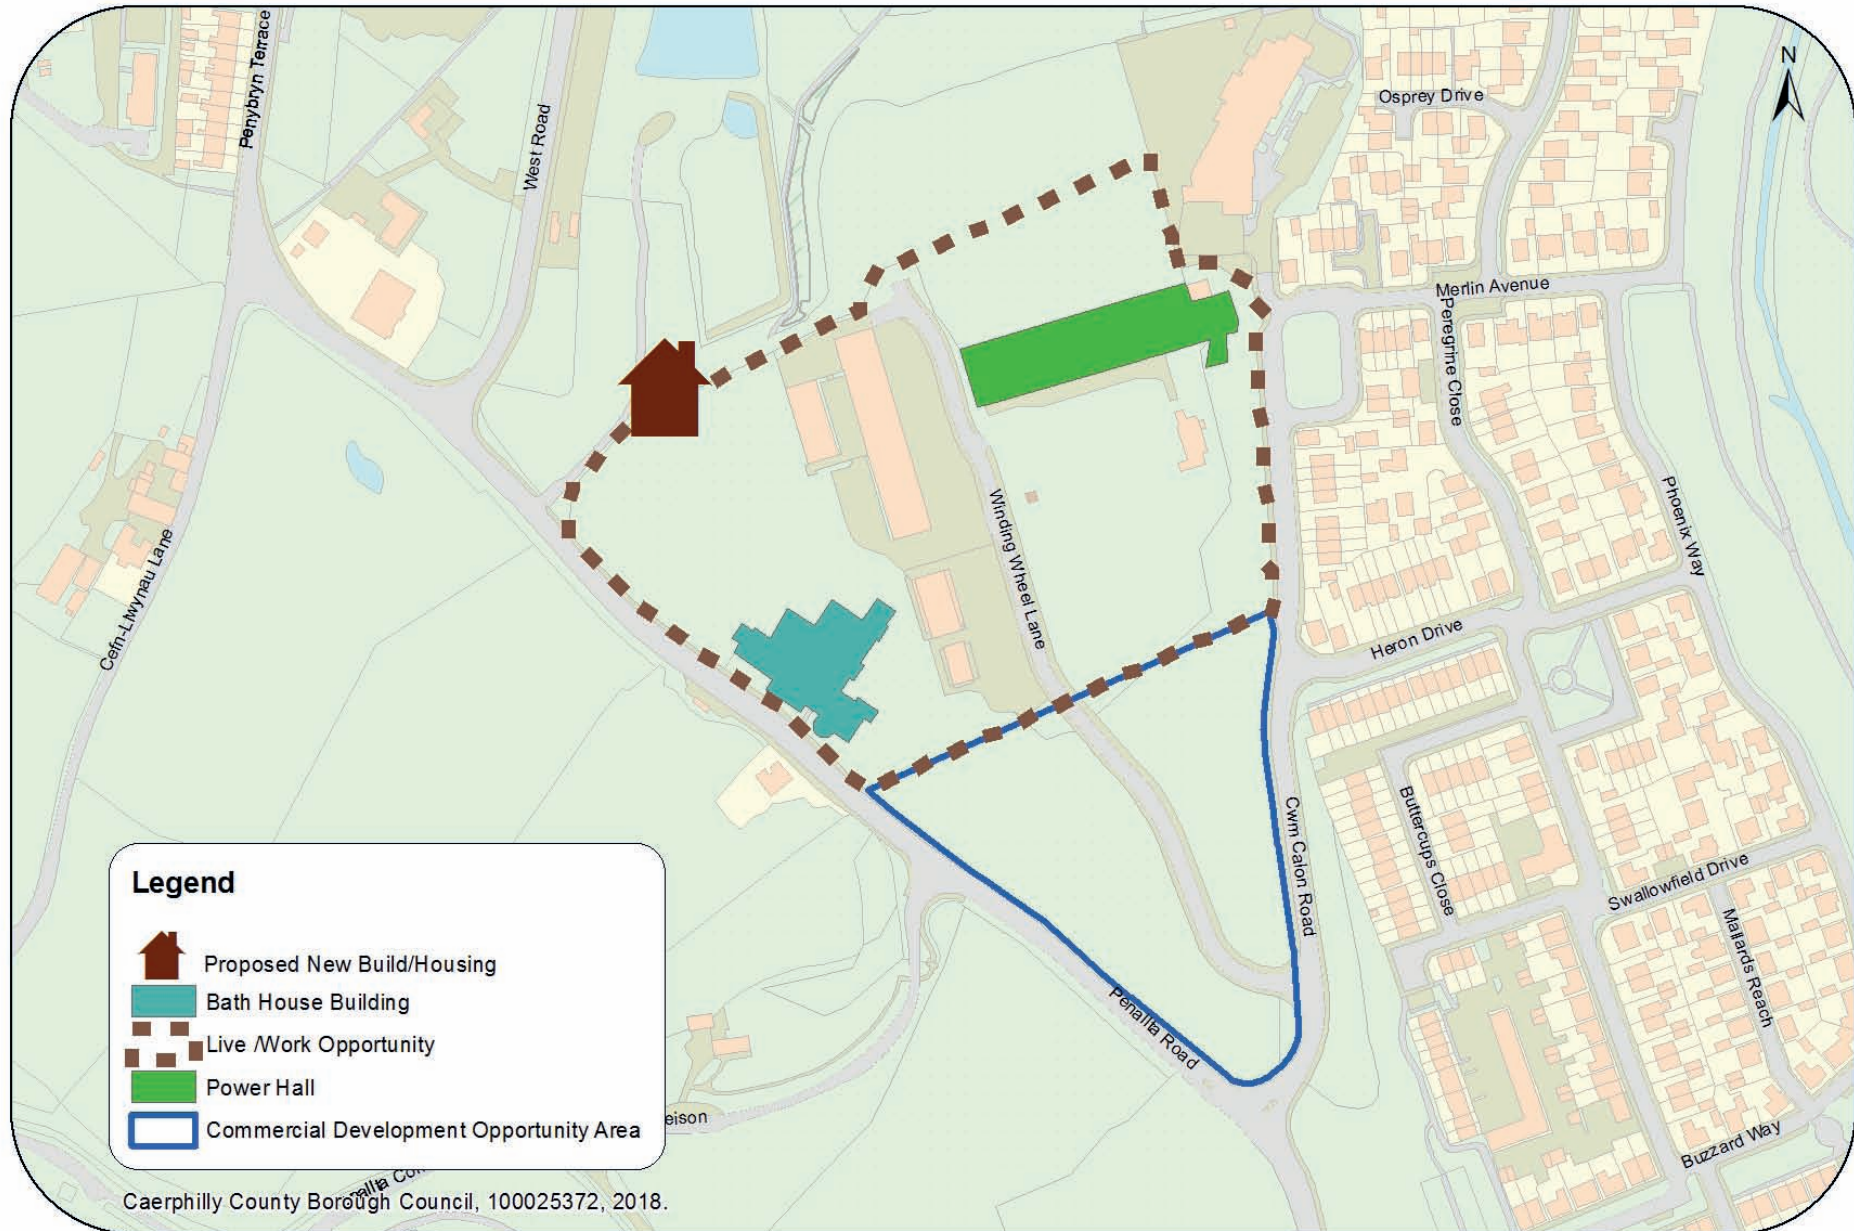 Penybryn Terrace
West Road
Osprey Drive
N
Merlin Avenue
Peregrine Close
Phoenix Way
Winding Wheel Lane
Cefn-Llwynau Lane
Heron Drive
Cwm Calon Road
Buttercups Close
Swallowfield Drive
Mallards Reach
Penallta Road
Buzzard Way
eison
Legend
Proposed New Build/Housing
Bath House Building
Live /Work Opportunity
Power Hall
Commercial Development Opportunity Area
Caerphilly County Borough Council, 100025372, 2018.